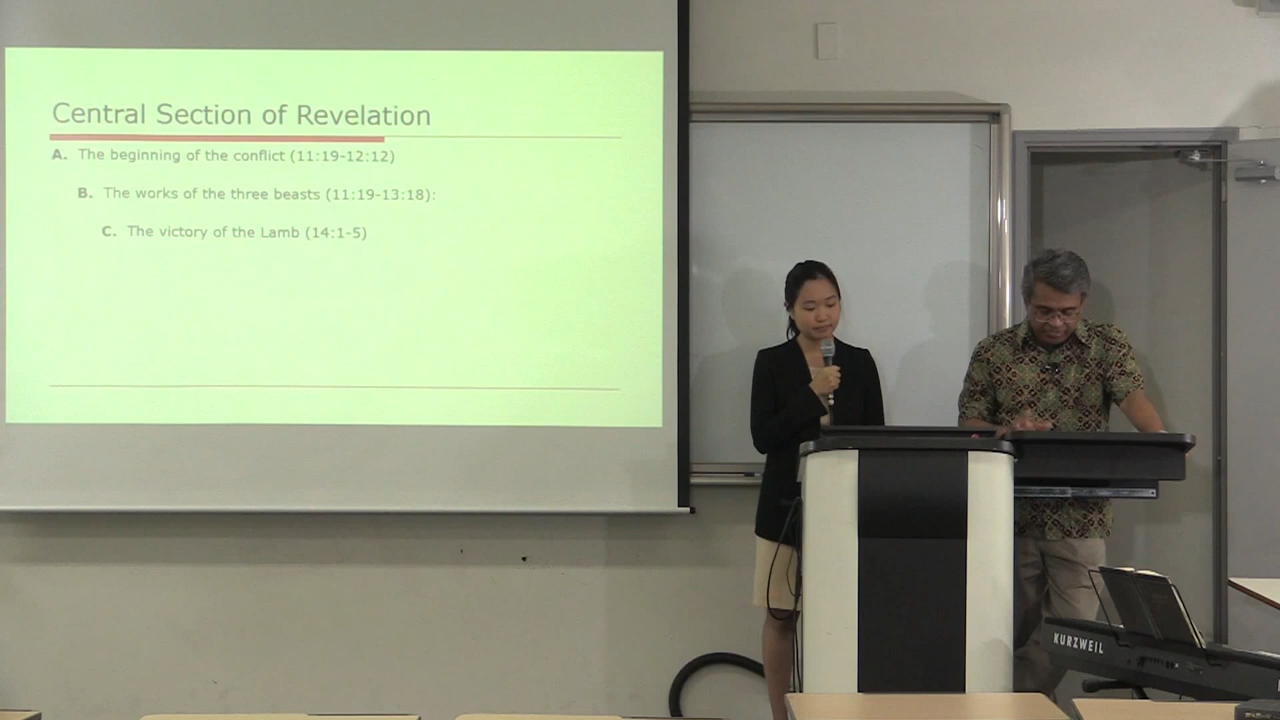 Central Section of Revelation
A. The beginning of the conflict (11:19-12:12)
B. The works of the three beasts (11:19-13:18):
C. The victory of the Lamb (14:1-5)
KURZWEIL